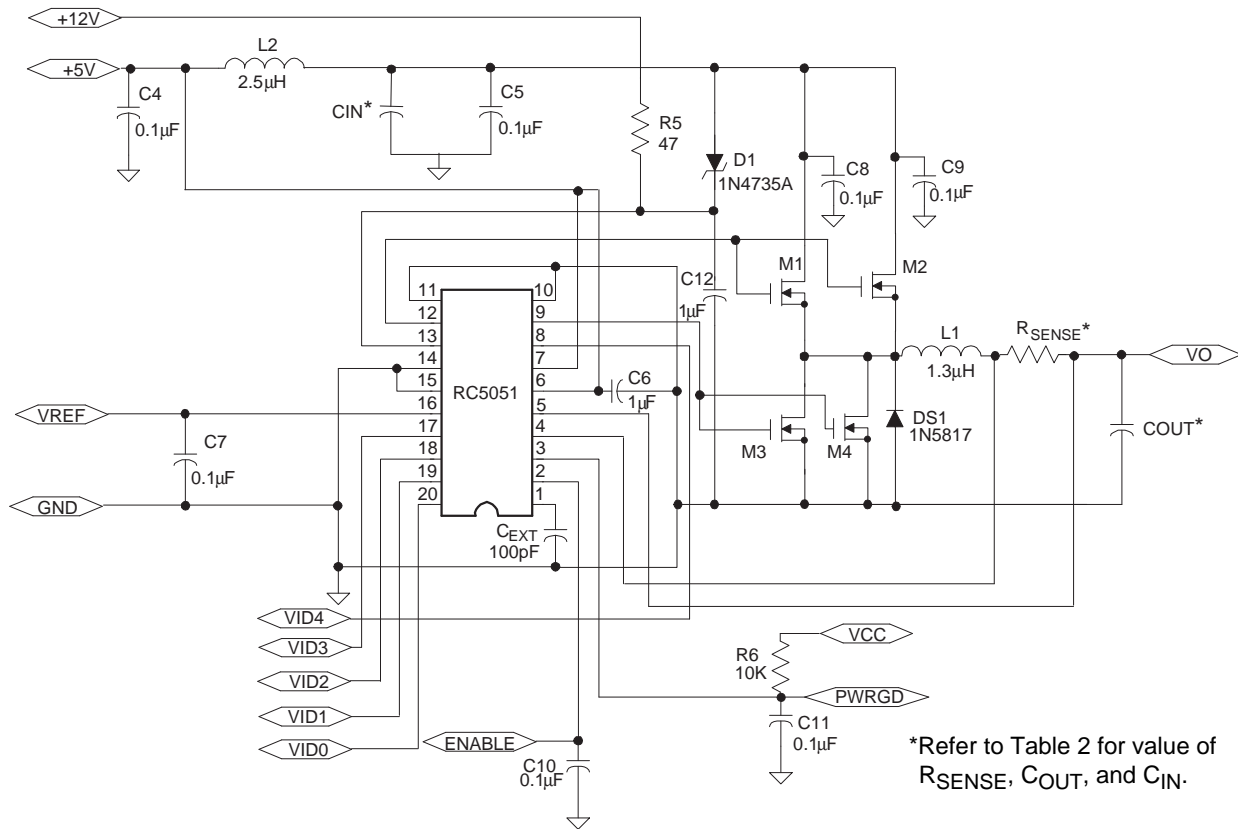 +12V
+5V
L2
2.5µH
C4
0.1µF
CIN*
C5
0.1µF
R5
47
D1
1N4735A
C8
0.1µF
C9
0.1µF
M1
M2
C12
1µF
11
12
13
14
15
16
17
18
19
20
10
9
8
7
6
5
4
3
2
1
RC5051
C6
1µF
L1
1.3µH
RSENSE*
VO
VREF
C7
0.1µF
GND
M3
M4
DS1
1N5817
COUT*
CEXT
100pF
VID4
VID3
VID2
VID1
VID0
ENABLE
C10
0.1µF
VCC
R6
10K
PWRGD
C11
0.1µF
*Refer to Table 2 for value of
RSENSE, COUT, and CIN.